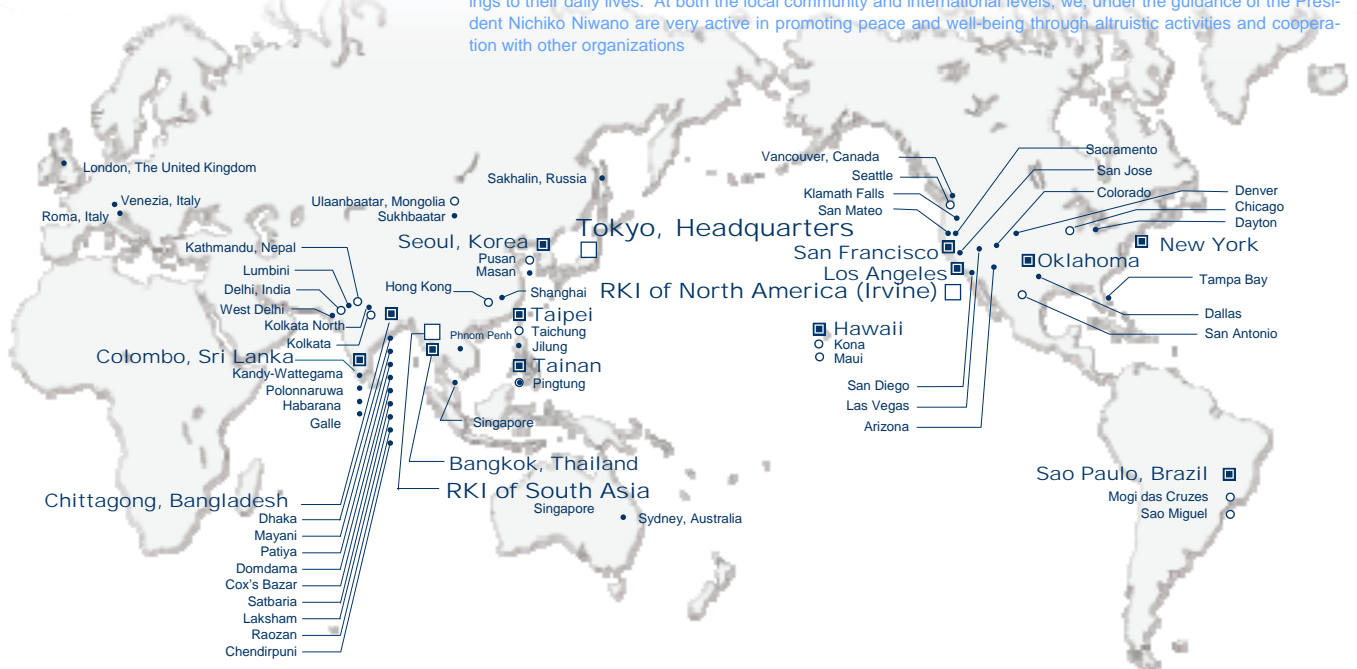 ings to their daily lives. At both the local community and international levels, we, under the guidance of the Presi-
dent Nichiko Niwano are very active in promoting peace and well-being through altruistic activities and coopera-
tion with other organizations
London, The United Kingdom
Venezia, Italy
Roma, Italy
Sakhalin, Russia
Ulaanbaatar, Mongolia
Sukhbaatar
Tokyo, Headquarters
Seoul, Korea
Pusan
Masan
Kathmandu, Nepal
Lumbini
Delhi, India
West Delhi
Kolkata North
Kolkata
Hong Kong
Shanghai
Taipei
Taichung
Jilung
Phnom Penh
Tainan
Pingtung
Colombo, Sri Lanka
Kandy-Wattegama
Polonnaruwa
Habarana
Galle
Singapore
Bangkok, Thailand
RKI of South Asia
Singapore
Sydney, Australia
Chittagong, Bangladesh
Dhaka
Mayani
Patiya
Domdama
Cox's Bazar
Satbaria
Laksham
Raozan
Chendirpuni
Vancouver, Canada
Seattle
Klamath Falls
San Mateo
San Francisco
Los Angeles
RKI of North America (Irvine)
Sacramento
San Jose
Colorado
Denver
Chicago
Dayton
New York
Oklahoma
Tampa Bay
Dallas
San Antonio
Hawaii
Kona
Maui
San Diego
Las Vegas
Arizona
Sao Paulo, Brazil
Mogi das Cruzes
Sao Miguel